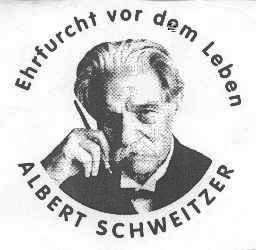 Ehrfurcht vor dem Leben
ALBERT SCHWEITZER